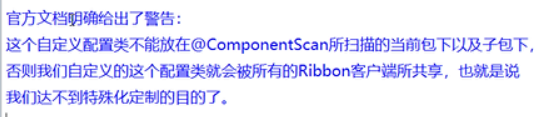 官方文档明确给出了警告：
这个自定义配置类不能放在@ComponentScan所扫描的当前包下以及子包下，
否则我们自定义的这个配置类就会被所有的Ribbon客户端所共享，也就是说
我们达不到特殊化定制的目的了。